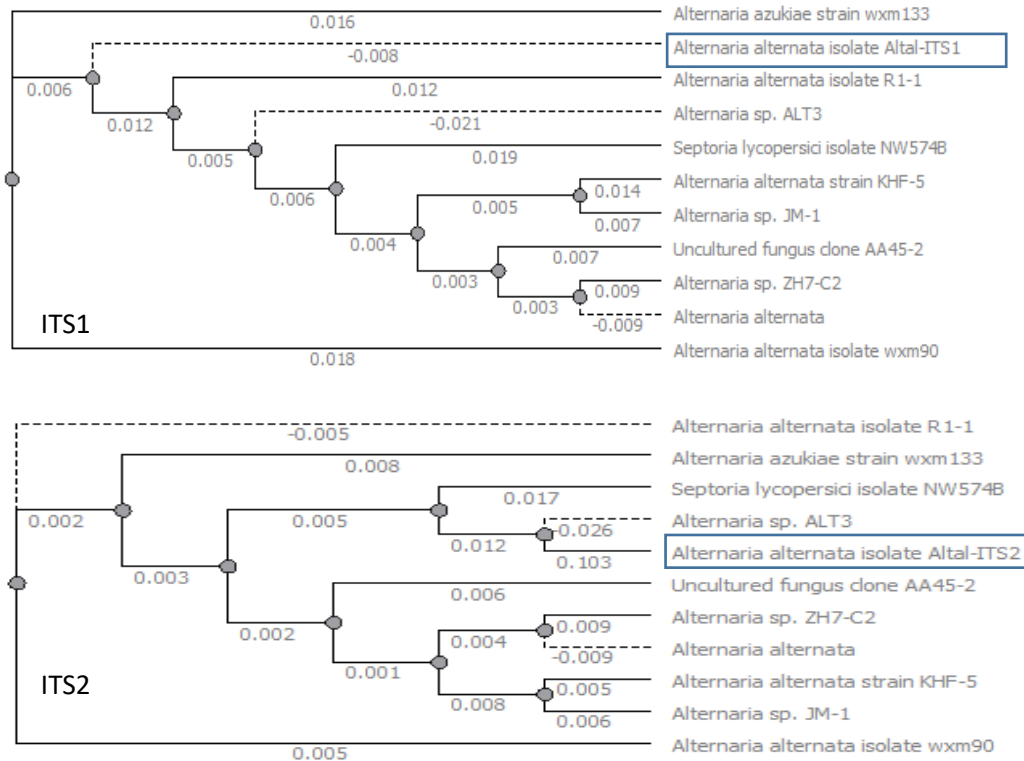 Alternaria azukiae strain wxm133
0.016
Alternaria alternata isolate Altal-ITS1
-0.008
Alternaria alternata isolate R1-1
0.006
0.012
Alternaria sp. ALT3
0.012
-0.021
Septoria lycopersici isolate NW574B
0.005
0.019
Alternaria alternata strain KHF-5
0.014
0.006
0.005
Alternaria sp. JM-1
0.007
0.004
Uncultured fungus clone AA45-2
0.007
0.003
Alternaria sp. ZH7-C2
0.009
0.003
Alternaria alternata
-0.009
ITS1
Alternaria alternata isolate wxm90
0.018
Alternaria alternata isolate R1-1
-0.005
Alternaria azukiae strain wxm133
0.008
Septoria lycopersici isolate NW574B
0.017
0.002
0.005
Alternaria sp. ALT3
-0.026
0.012
Alternaria alternata isolate Altal-ITS2
0.103
0.003
Uncultured fungus clone AA45-2
0.006
Alternaria sp. ZH7-C2
0.009
0.002
0.004
Alternaria alternata
-0.009
0.001
Alternaria alternata strain KHF-5
0.005
ITS2
0.008
Alternaria sp. JM-1
0.006
Alternaria alternata isolate wxm90
0.005